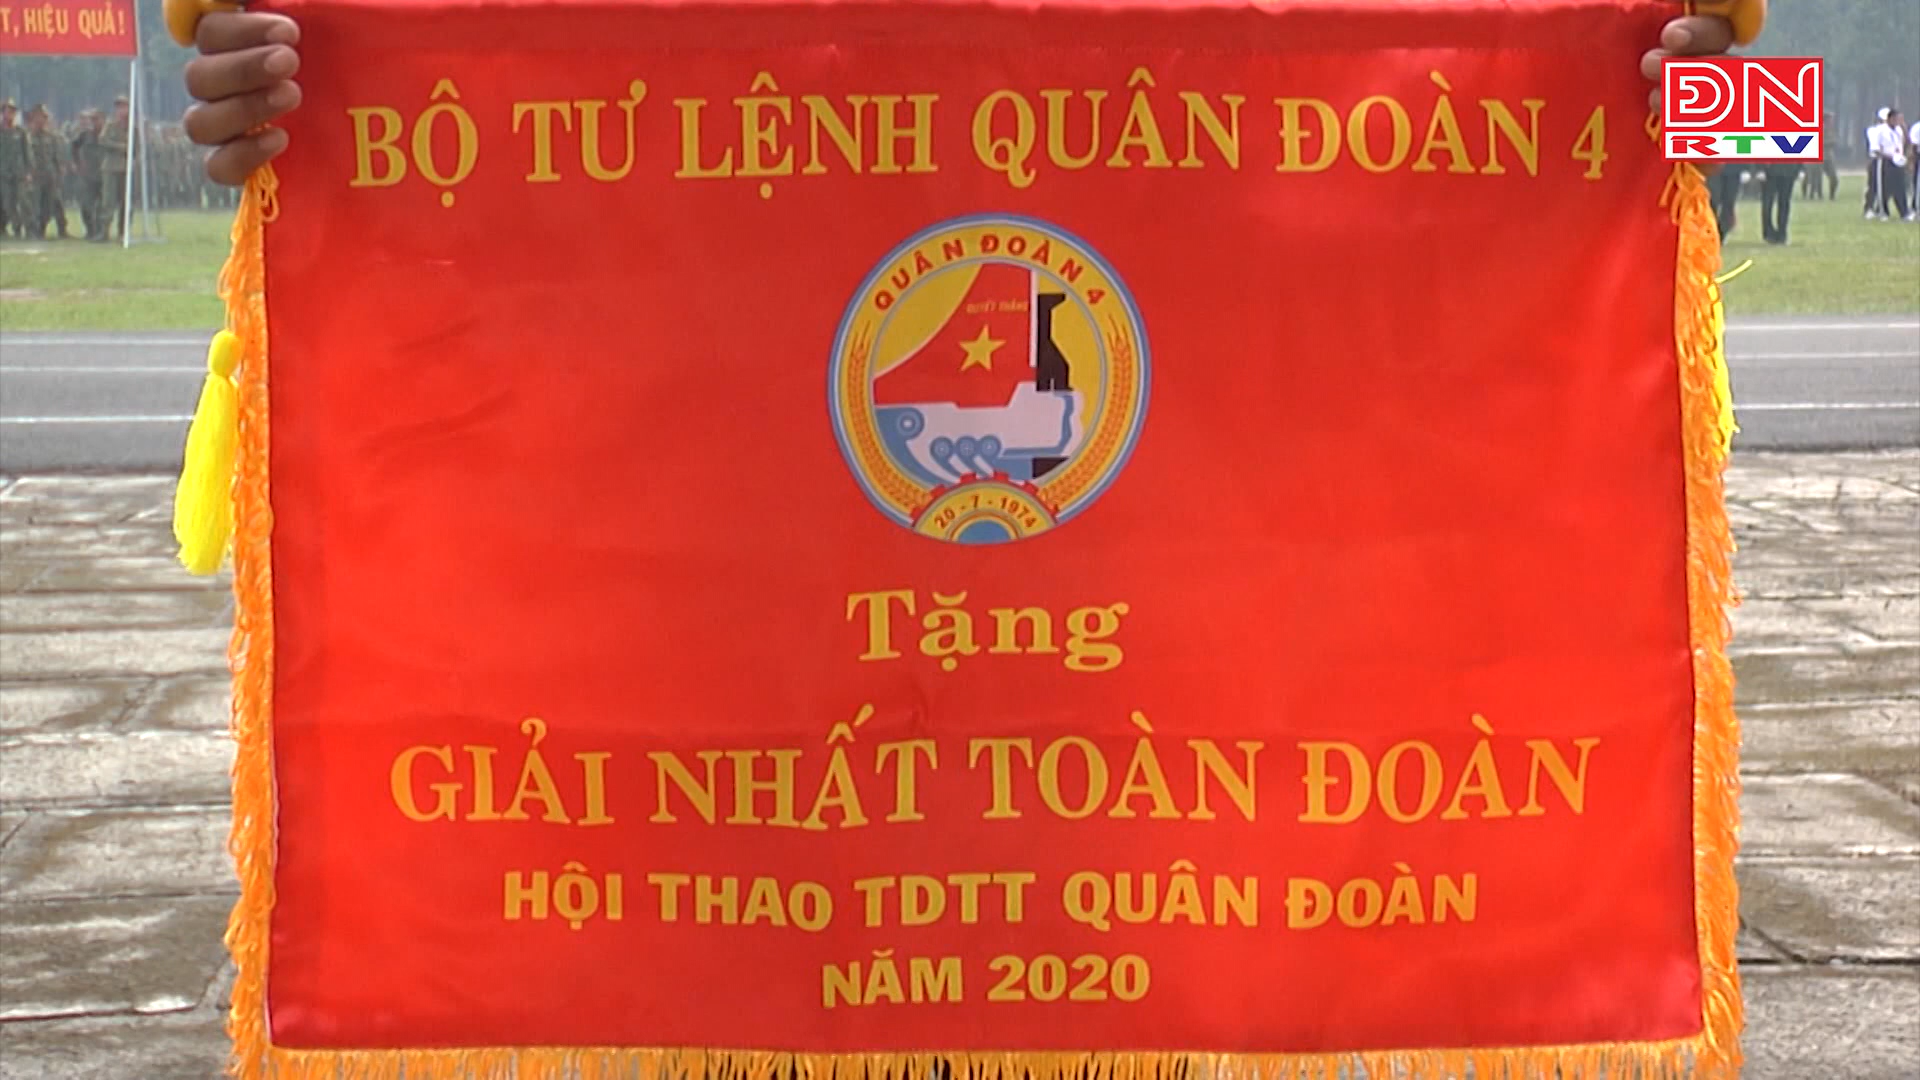 T, HIỆU QUẢ!
ĐN
RTV
BỘ TƯ LỆNH QUÂN ĐOÀN 4
QUÂN ĐOÀN 4
20-7-1974
Tặng
GIẢI NHẤT TOÀN ĐOÀN
HỘI THAO TDTT QUÂN ĐOÀN
NĂM 2020